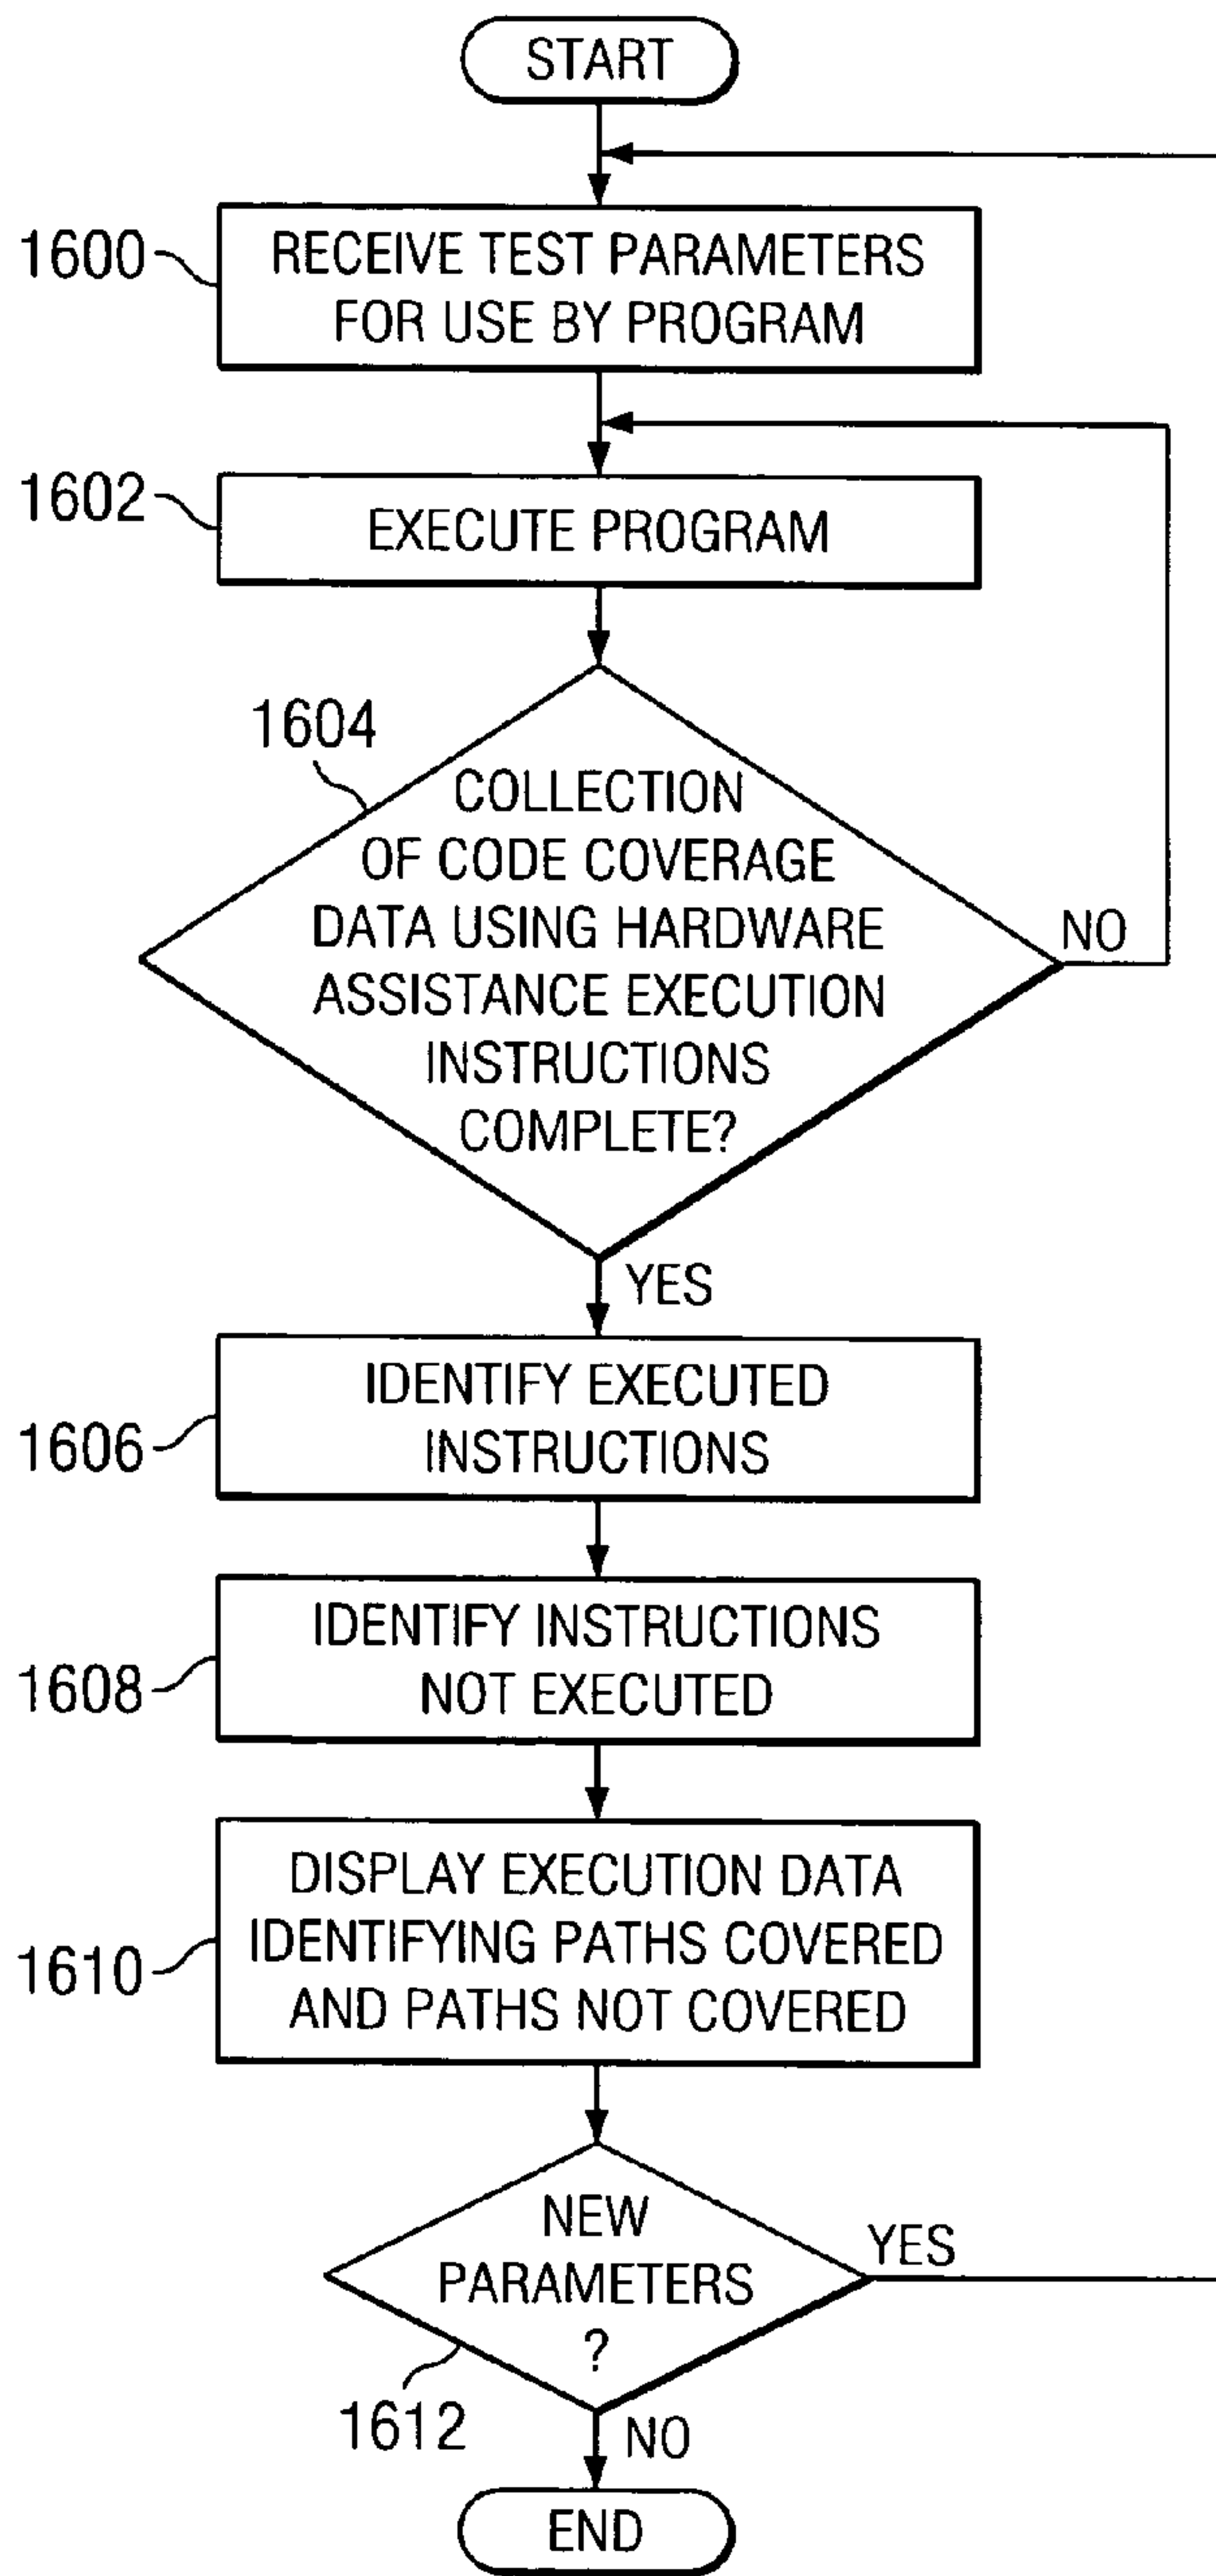 START
1600
RECEIVE TEST PARAMETERS
FOR USE BY PROGRAM
1602
EXECUTE PROGRAM
1604
COLLECTION
OF CODE COVERAGE
DATA USING HARDWARE
ASSISTANCE EXECUTION
INSTRUCTIONS
COMPLETE?
NO
YES
1606
IDENTIFY EXECUTED
INSTRUCTIONS
1608
IDENTIFY INSTRUCTIONS
NOT EXECUTED
1610
DISPLAY EXECUTION DATA
IDENTIFYING PATHS COVERED
AND PATHS NOT COVERED
NEW
PARAMETERS
?
YES
1612
NO
END